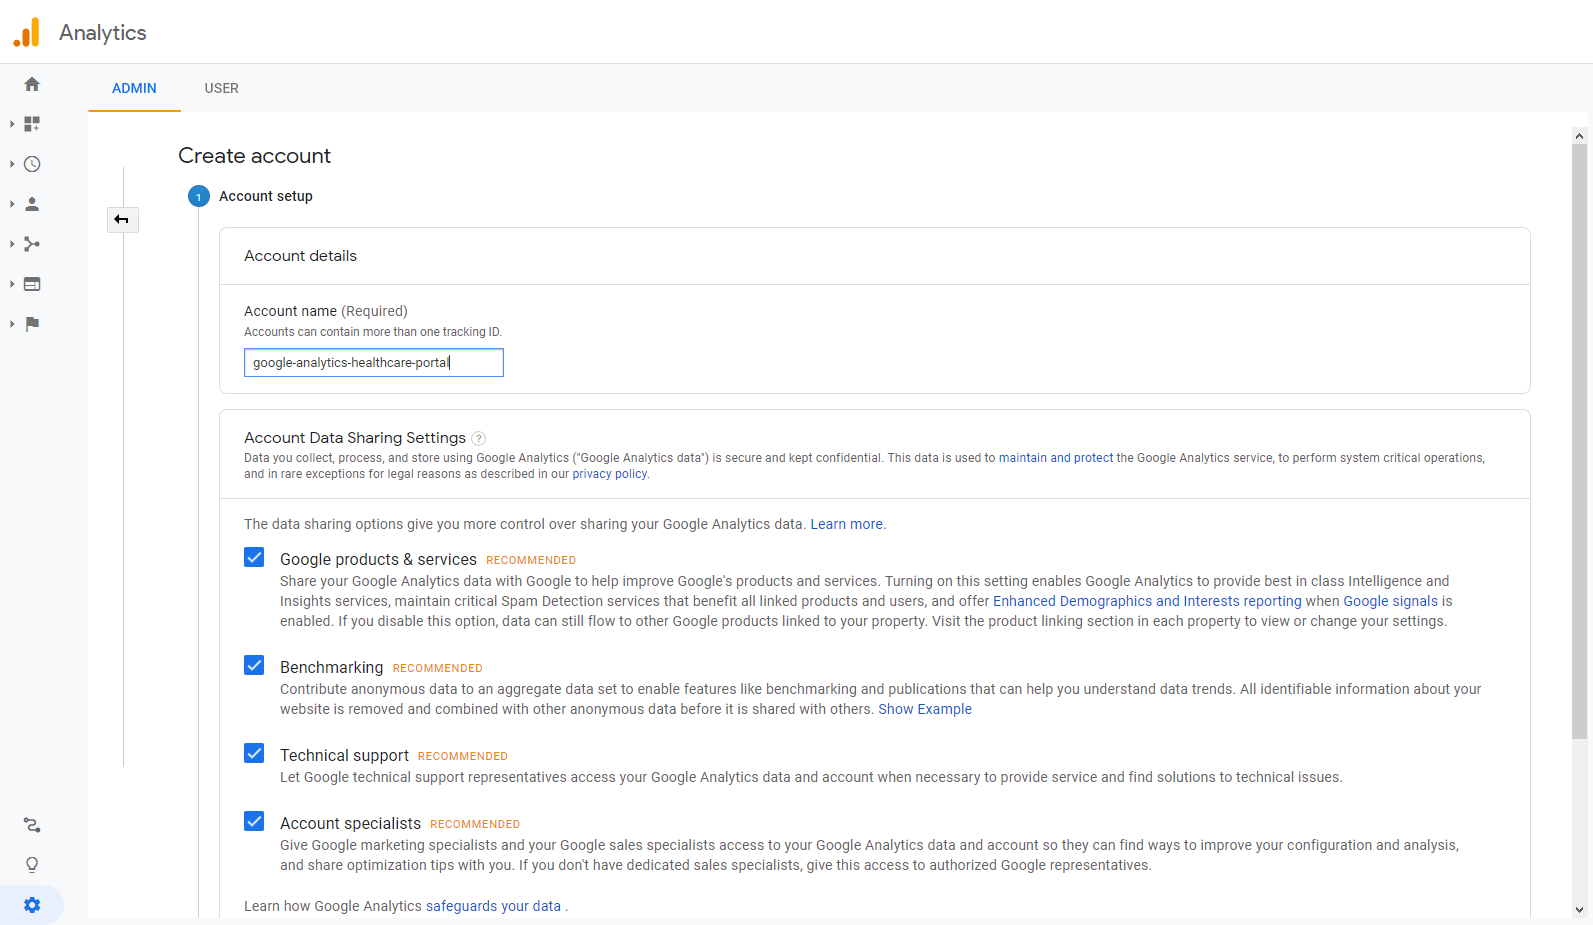 Analytics
ADMIN
USER
Create account
1 Account setup
Account details
Account name (Required)
Accounts can contain more than one tracking ID.
google-analytics-healthcare-portal
Account Data Sharing Settings ?
Data you collect, process, and store using Google Analytics ("Google Analytics data") is secure and kept confidential. This data is used to maintain and protect the Google Analytics service, to perform system critical operations,
and in rare exceptions for legal reasons as described in our privacy policy.
The data sharing options give you more control over sharing your Google Analytics data. Learn more.
Google products & services RECOMMENDED
Share your Google Analytics data with Google to help improve Google's products and services. Turning on this setting enables Google Analytics to provide best in class Intelligence and
Insights services, maintain critical Spam Detection services that benefit all linked products and users, and offer Enhanced Demographics and Interests reporting when Google signals is
enabled. If you disable this option, data can still flow to other Google products linked to your property. Visit the product linking section in each property to view or change your settings.
Benchmarking RECOMMENDED
Contribute anonymous data to an aggregate data set to enable features like benchmarking and publications that can help you understand data trends. All identifiable information about your
website is removed and combined with other anonymous data before it is shared with others. Show Example
Technical support RECOMMENDED
Let Google technical support representatives access your Google Analytics data and account when necessary to provide service and find solutions to technical issues.
Account specialists RECOMMENDED
Give Google marketing specialists and your Google sales specialists access to your Google Analytics data and account so they can find ways to improve your configuration and analysis,
and share optimization tips with you. If you don't have dedicated sales specialists, give this access to authorized Google representatives.
Learn how Google Analytics safeguards your data .